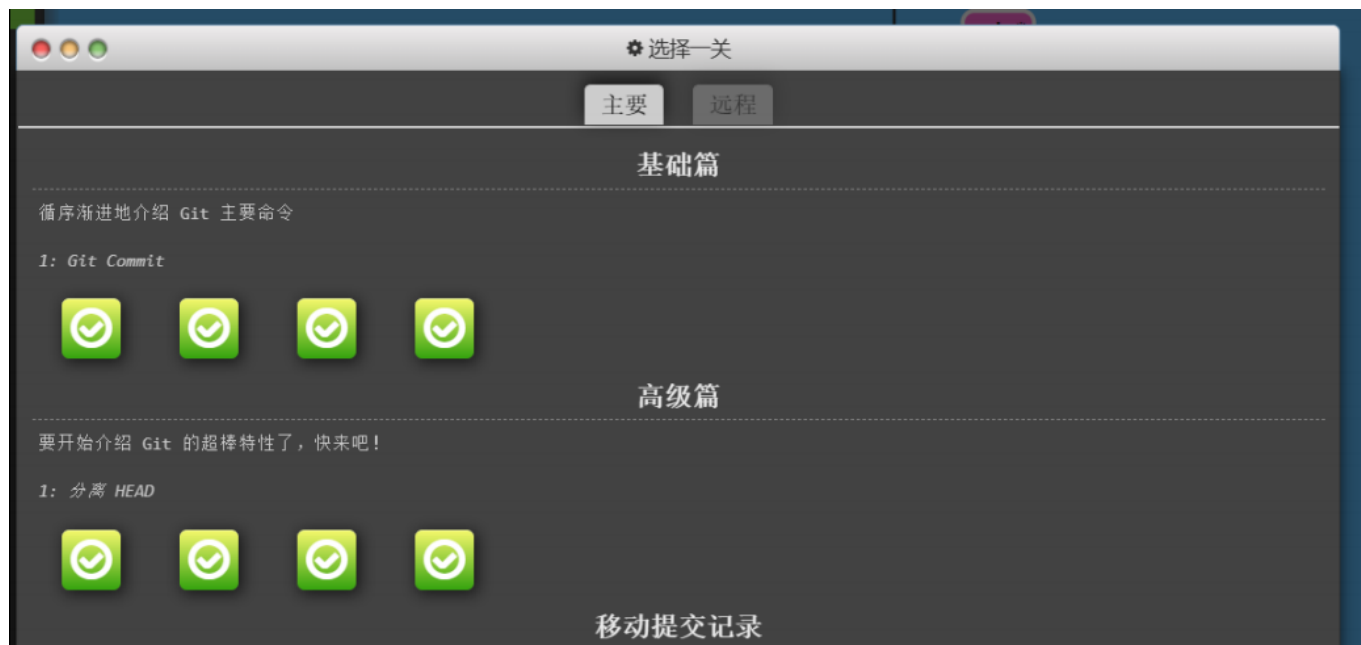 选择一关
主要 远程
基础篇
循序渐进地介绍 Git 主要命令
1: Git Commit
高级篇
要开始介绍 Git 的超棒特性了，快来吧!
1: 分离 HEAD
移动提交记录